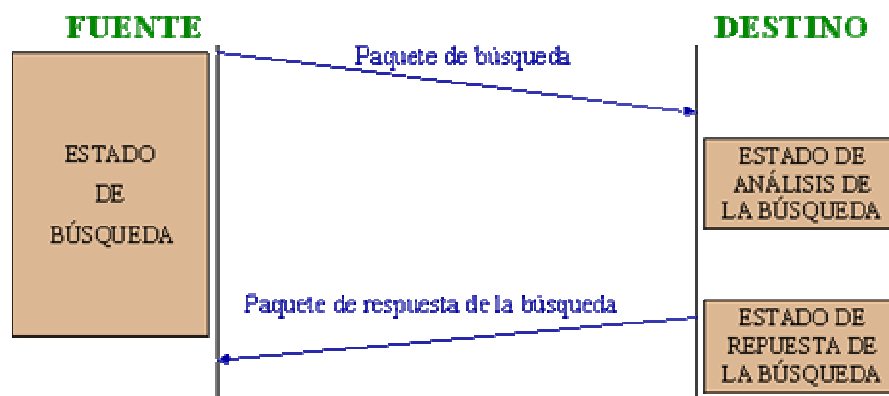 FUENTE
DESTINO
Paquete de búsqueda
ESTADO
DE
BÚSQUEDA
ESTADO DE
ANÁLISIS DE
LA BÚSQUEDA
Paquete de respuesta de la búsqueda
ESTADO DE
REPUESTA DE
LA BÚSQUEDA